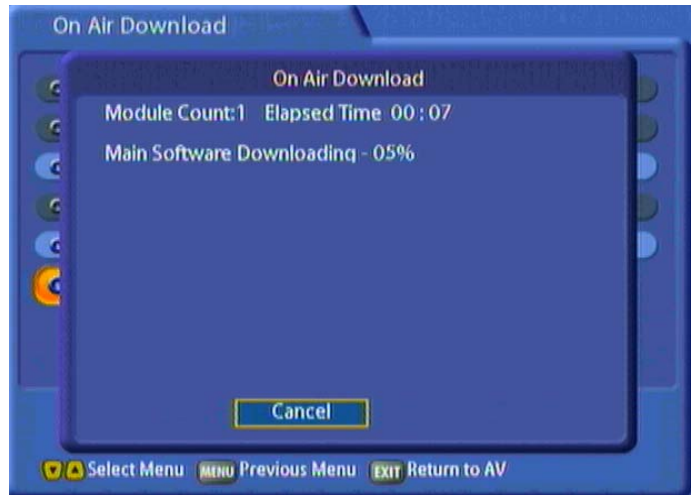 On Air Download
On Air Download
Module Count:1 Elapsed Time 00 : 07
Main Software Downloading - 05%
Cancel
Select Menu MENU Previous Menu EXIT Return to AV